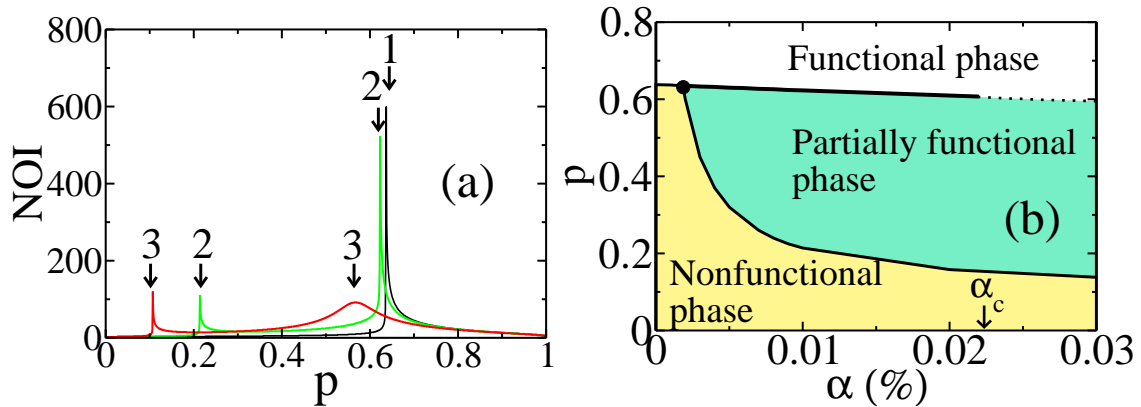 800
600
400
200
0
NOI
0
0.2
0.4
0.6
0.8
1
p
1
2
3
2
3
(a)
0.8
0.6
0.4
0.2
0
p
Functional phase
Partially functional
phase
(b)
Nonfunctional
phase
αc
0
0.01
0.02
0.03
α (%)